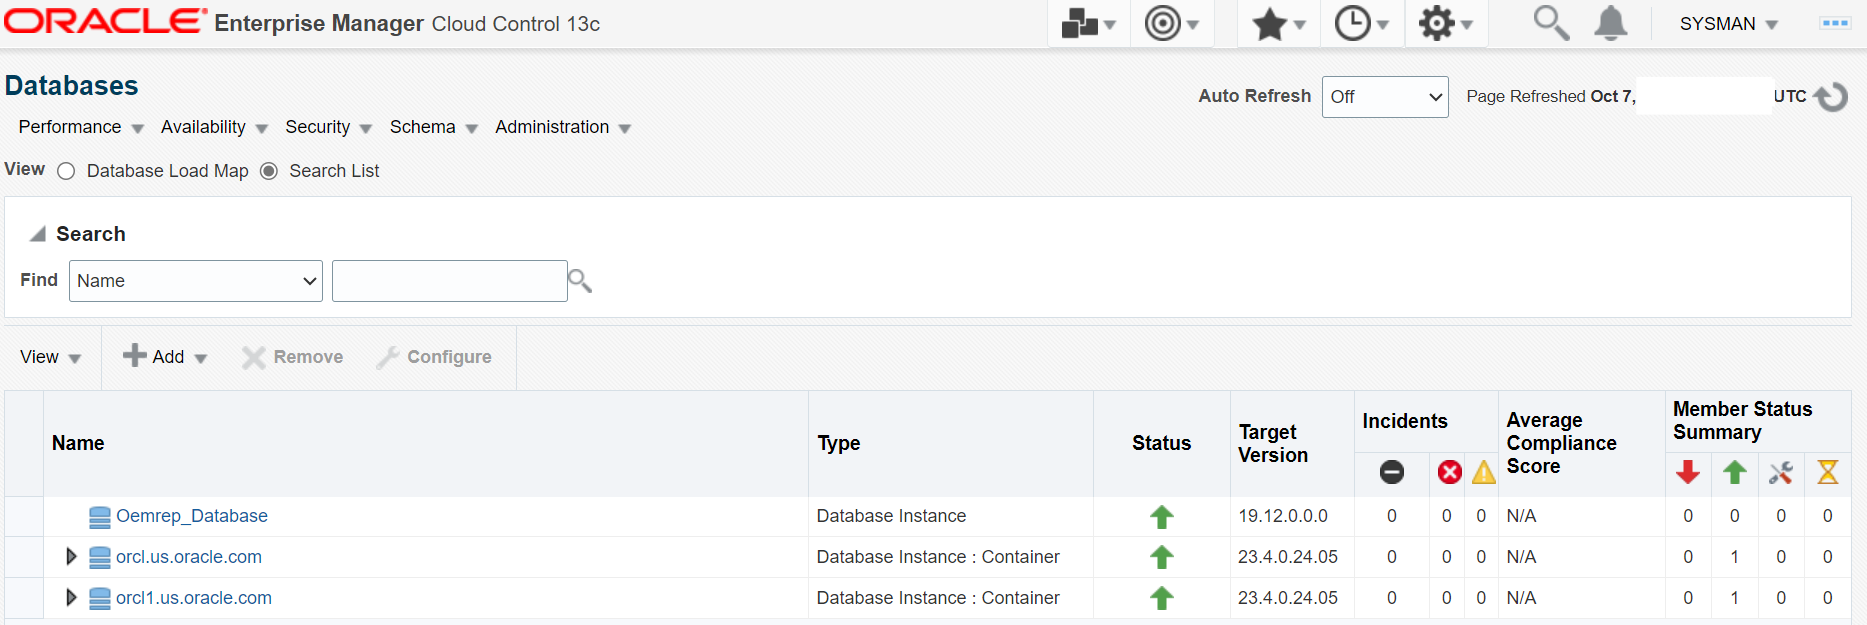 ORACLE Enterprise Manager Cloud Control 13c
SYSMAN
Databases
Auto Refresh Off Page Refreshed Oct 7, UTC
Performance Availability Security Schema Administration
View Database Load Map Search List
Search
Find Name
View Add Remove Configure
Name Type Status Target Version Incidents Average Compliance Score Member Status Summary
Oemrep_Database Database Instance 19.12.0.0.0 0 0 0 N/A 0 0 0 0
orcl.us.oracle.com Database Instance : Container 23.4.0.24.05 0 0 0 N/A 0 1 0 0
orcl1.us.oracle.com Database Instance : Container 23.4.0.24.05 0 0 0 N/A 0 1 0 0